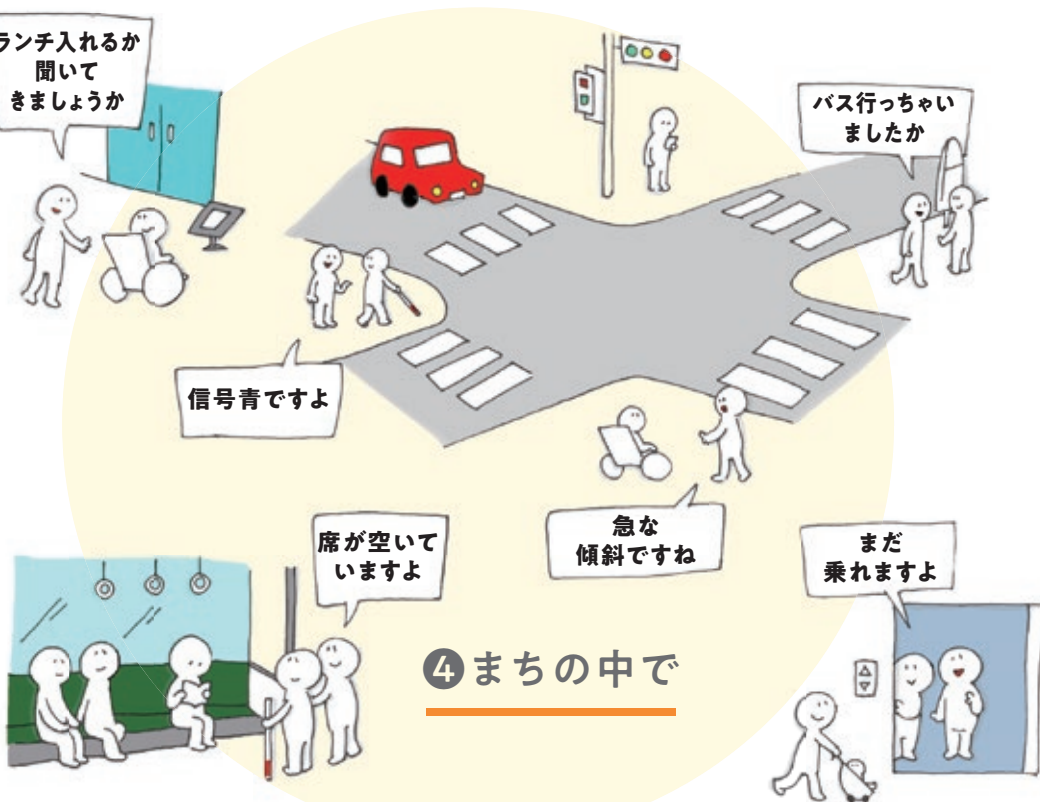 ランチ入れるか
聞いて
きましょうか
バス行っちゃい
ましたか
信号青ですよ
急な
傾斜ですね
席が空いて
いますよ
まだ
乗れますよ
❹まちの中で